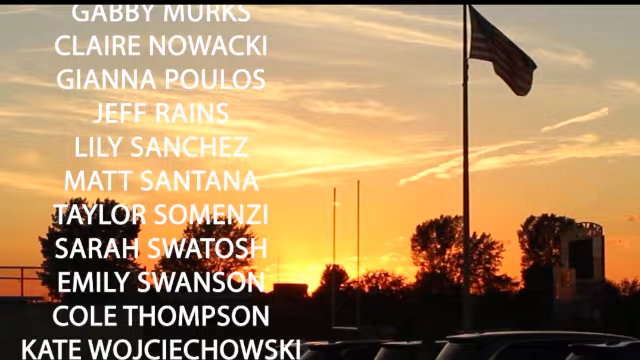 GABBY MURKS
CLAIRE NOWACKI
GIANNA POULOS
JEFF RAINS
LILY SANCHEZ
MATT SANTANA
TAYLOR SOMENZI
SARAH SWATOSH
EMILY SWANSON
COLE THOMPSON
KATE WOJCIECHOWSKI